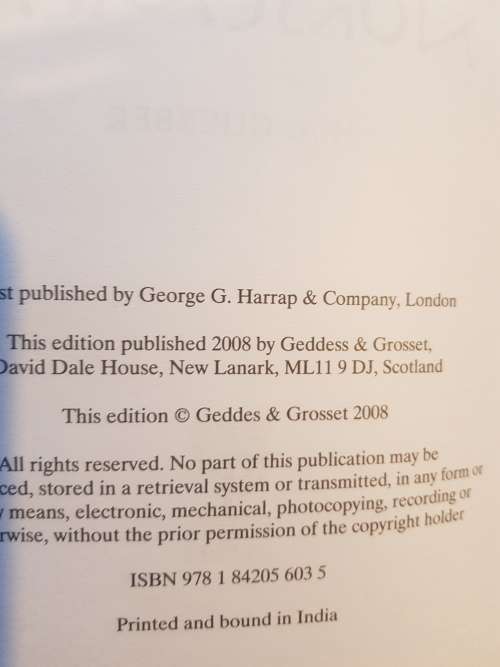 st published by George G. Harrap & Company, London
This edition published 2008 by Geddess & Grosset,
David Dale House, New Lanark, ML11 9 DJ, Scotland
This edition © Geddes & Grosset 2008
All rights reserved. No part of this publication may be
ced, stored in a retrieval system or transmitted, in any form or
y means, electronic, mechanical, photocopying, recording or
rwise, without the prior permission of the copyright holder
ISBN 978 1 84205 603 5
Printed and bound in India